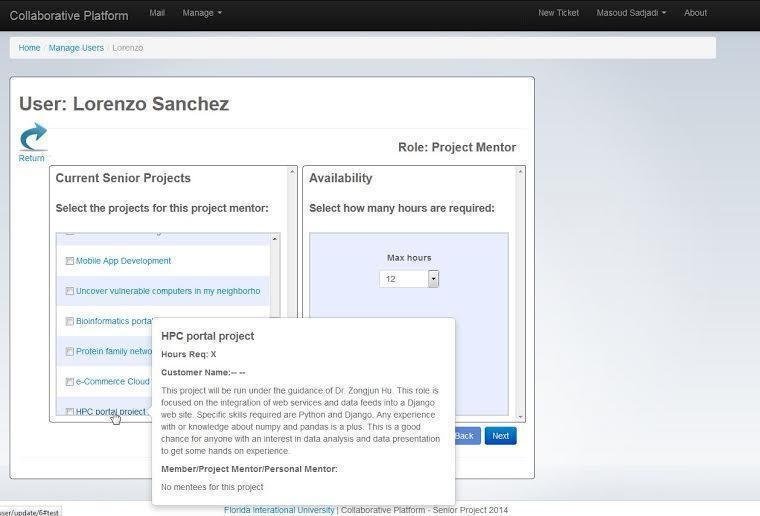 Collaborative Platform Mail Manage New Ticket Masoud Sadjadi About
Home / Manage Users / Lorenzo
User: Lorenzo Sanchez
Return
Role: Project Mentor
Current Senior Projects
Select the projects for this project mentor:
Mobile App Development
Uncover vulnerable computers in my neighborho
Bioinformatics porta
Protein family netwo
e-Commerce Cloud
HPC portal project
Availability
Select how many hours are required:
Max hours
12
HPC portal project
Hours Req: X
Customer Name:-- --
This project will be run under the guidance of Dr. Zongjun Hu. This role is
focused on the integration of web services and data feeds into a Django
web site. Specific skills required are Python and Django. Any experience
with or knowledge about numpy and pandas is a plus. This is a good
chance for anyone with an interest in data analysis and data presentation
to get some hands on experience.
Member/Project Mentor/Personal Mentor:
No mentees for this project
Back Next
Florida International University | Collaborative Platform - Senior Project 2014
user/update/6#test